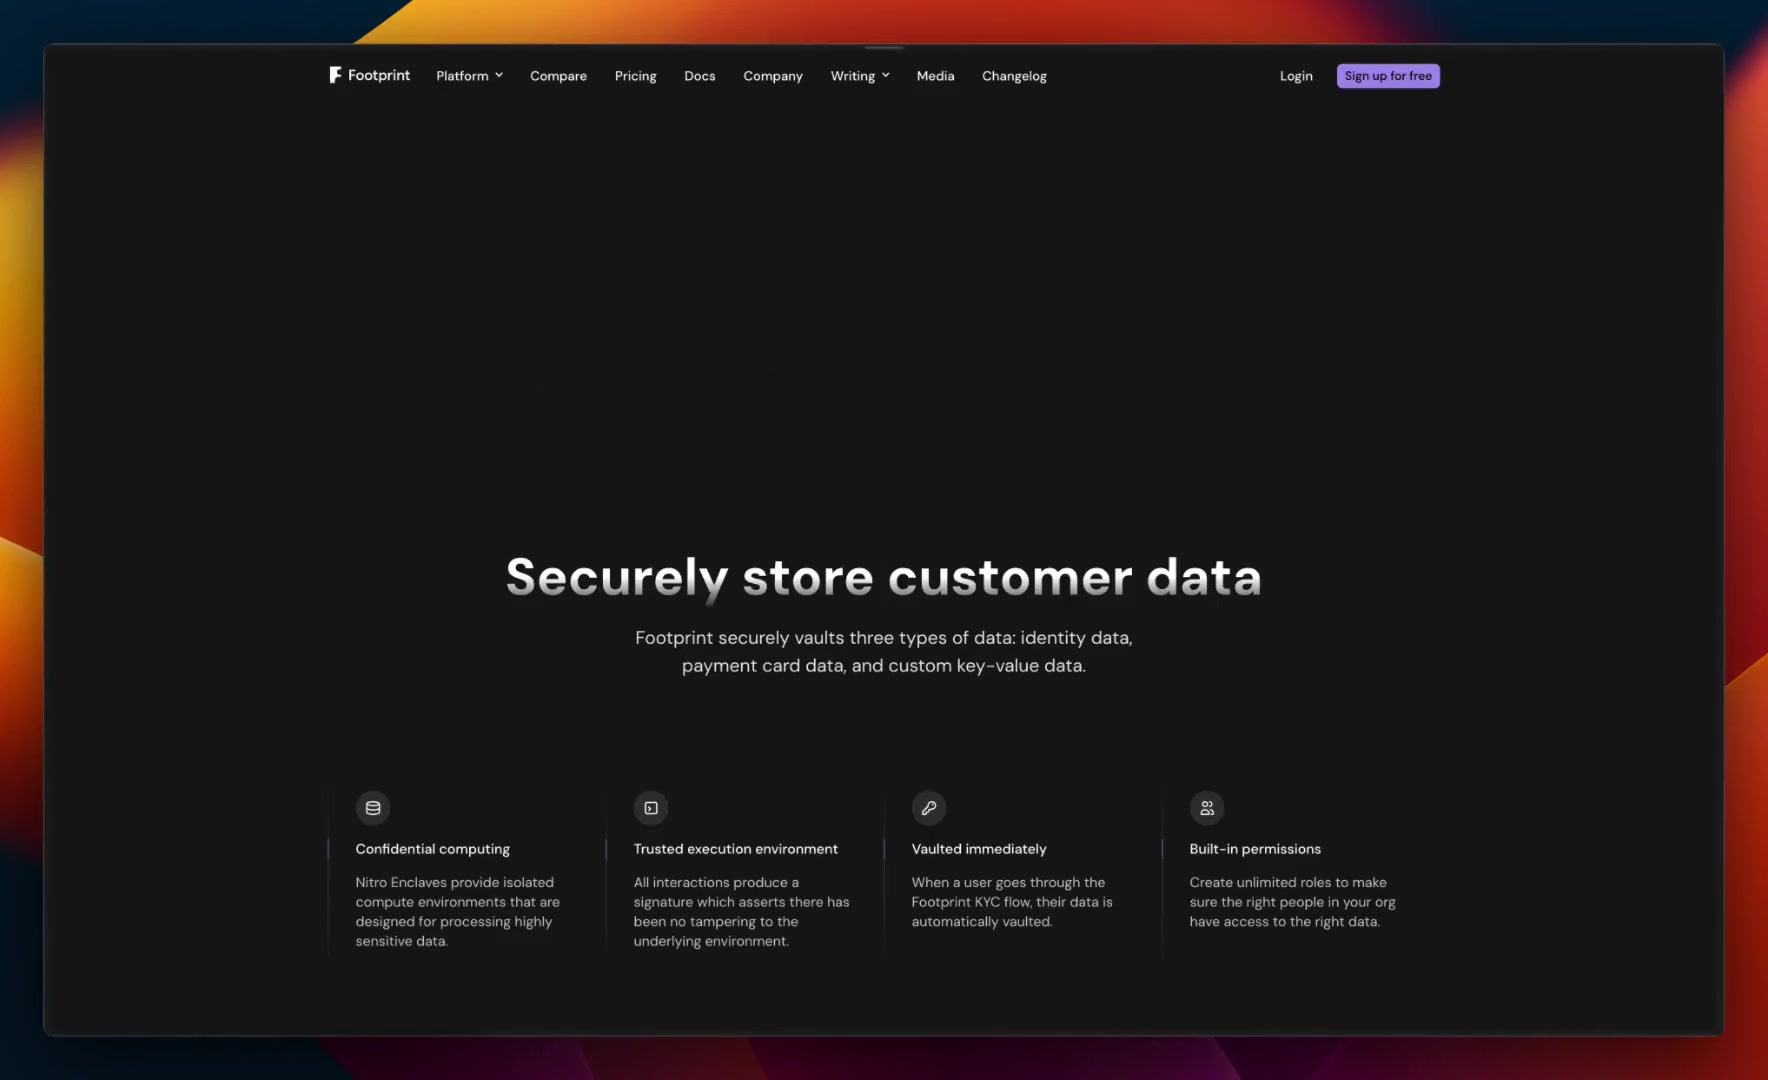 Footprint
Platform
Compare
Pricing
Docs
Company
Writing
Media
Changelog
Login
Sign up for free
Securely store customer data
Footprint securely vaults three types of data: identity data,
payment card data, and custom key-value data.
Confidential computing
Nitro Enclaves provide isolated
compute environments that are
designed for processing highly
sensitive data.
Trusted execution environment
All interactions produce a
signature which asserts there has
been no tampering to the
underlying environment.
Vaulted immediately
When a user goes through the
Footprint KYC flow, their data is
automatically vaulted.
Built-in permissions
Create unlimited roles to make
sure the right people in your org
have access to the right data.